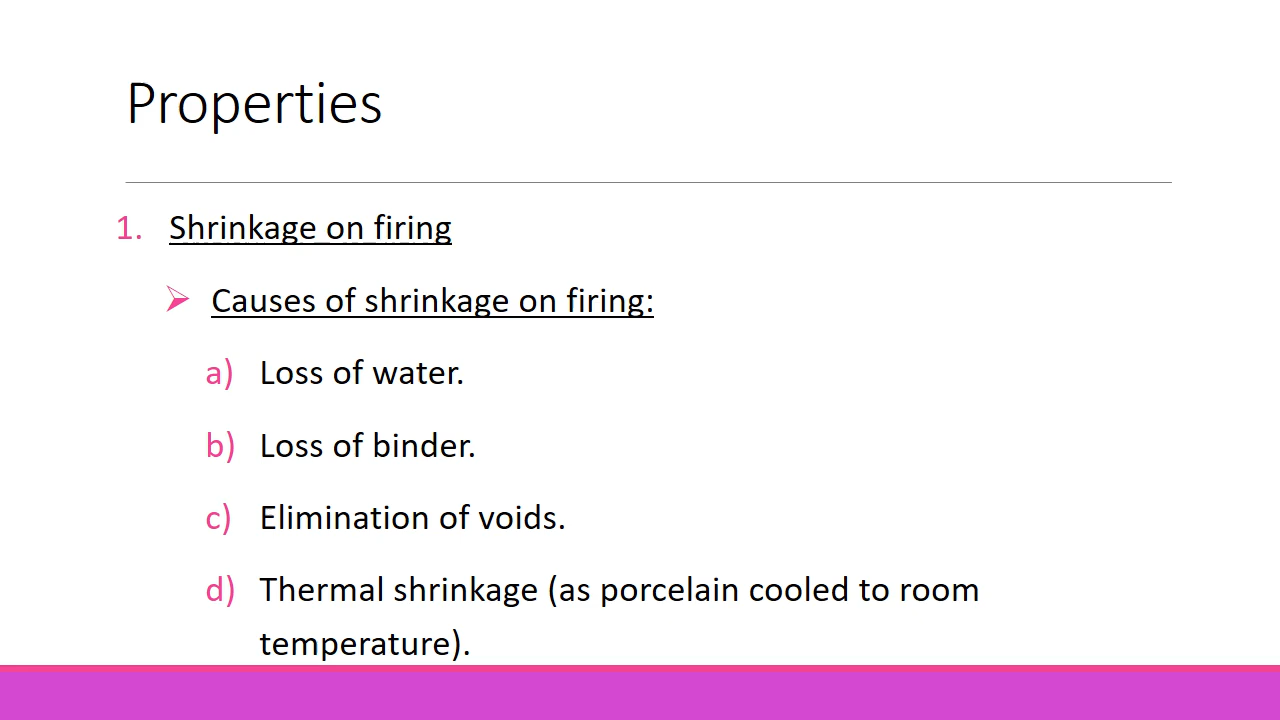 Properties
1. Shrinkage on firing
➢ Causes of shrinkage on firing:
a) Loss of water.
b) Loss of binder.
c) Elimination of voids.
d) Thermal shrinkage (as porcelain cooled to room
temperature).